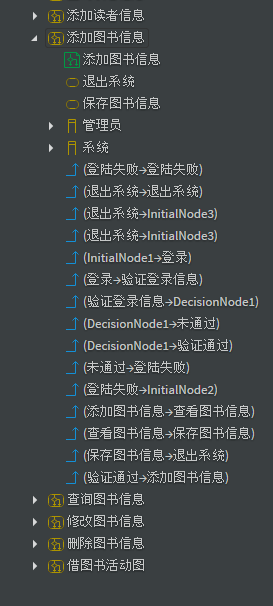 添加读者信息
添加图书信息
添加图书信息
退出系统
保存图书信息
管理员
系统
(登陆失败→登陆失败)
(退出系统→退出系统)
(退出系统→InitialNode3)
(退出系统→InitialNode3)
(InitialNode1→登录)
(登录→验证登录信息)
(验证登录信息→DecisionNode1)
(DecisionNode1→未通过)
(DecisionNode1→验证通过)
(未通过→登陆失败)
(登陆失败→InitialNode2)
(添加图书信息→查看图书信息)
(查看图书信息→保存图书信息)
(保存图书信息→退出系统)
(验证通过→添加图书信息)
查询图书信息
修改图书信息
删除图书信息
借图书活动图